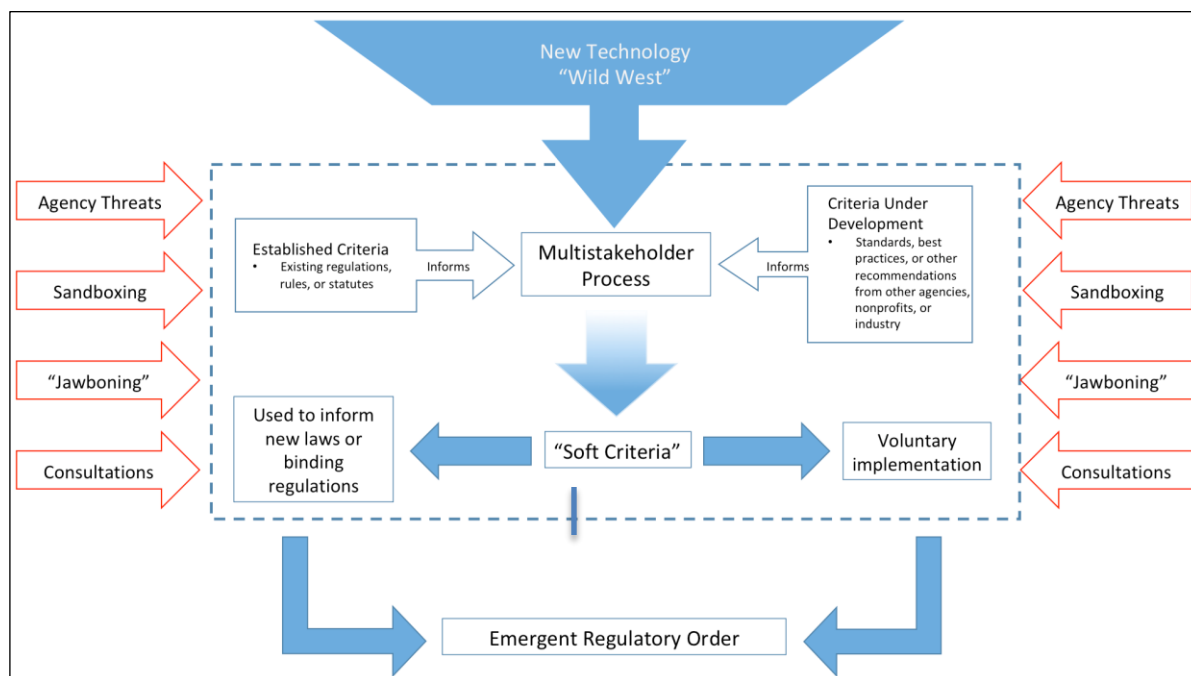 New Technology
“Wild West”
Agency Threats
Sandboxing
“Jawboning”
Consultations
Established Criteria
• Existing regulations,
rules, or statutes
Informs
Multistakeholder
Process
Informs
Criteria Under
Development
• Standards, best
practices, or other
recommendations
from other agencies,
nonprofits, or
industry
Used to inform
new laws or
binding
regulations
“Soft Criteria”
Voluntary
implementation
Agency Threats
Sandboxing
“Jawboning”
Consultations
Emergent Regulatory Order